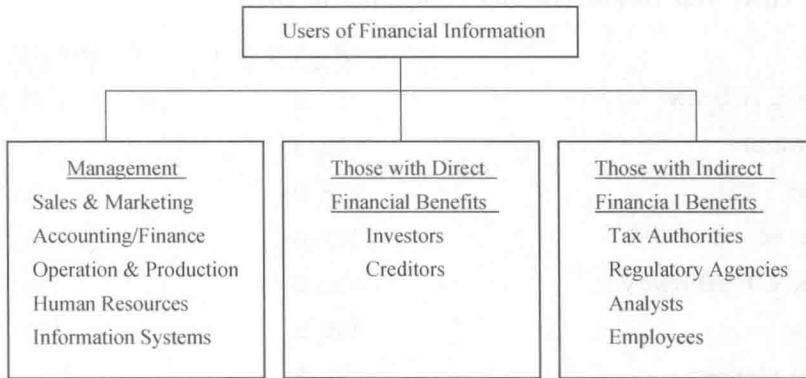 Users of Financial Information
Management
Sales & Marketing
Accounting/Finance
Operation & Production
Human Resources
Information Systems
Those with Direct
Financial Benefits
Investors
Creditors
Those with Indirect
Financia l Benefits
Tax Authorities
Regulatory Agencies
Analysts
Employees